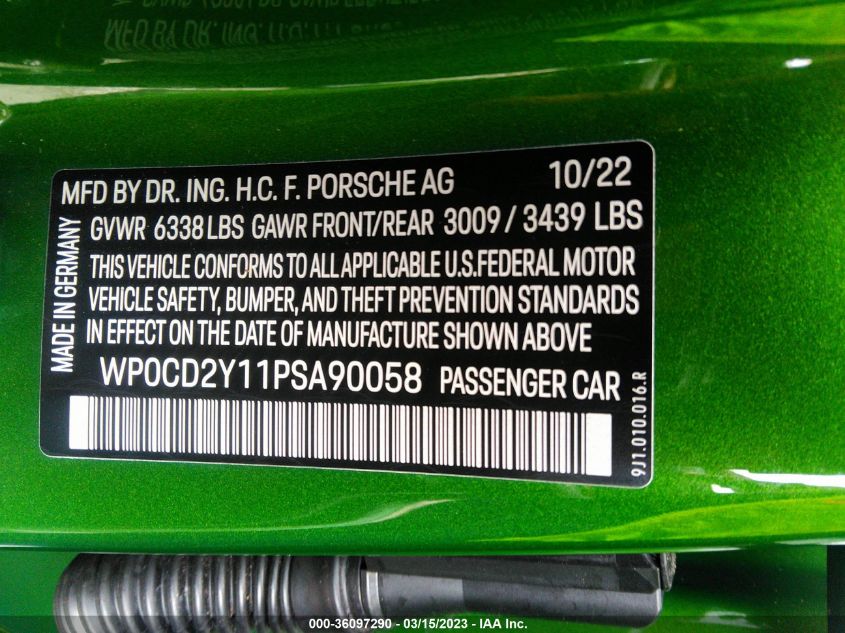 MFD BY DR. ING. H.C. F. PORSCHE AG 10/22
GVWR 6338 LBS GAWR FRONT/REAR 3009 / 3439 LBS
THIS VEHICLE CONFORMS TO ALL APPLICABLE U.S.FEDERAL MOTOR
VEHICLE SAFETY, BUMPER, AND THEFT PREVENTION STANDARDS
IN EFFECT ON THE DATE OF MANUFACTURE SHOWN ABOVE
MADE IN GERMANY
WP0CD2Y11PSA90058 PASSENGER CAR
9J1.010.016.R
000-36097290 - 03/15/2023 - IAA Inc.